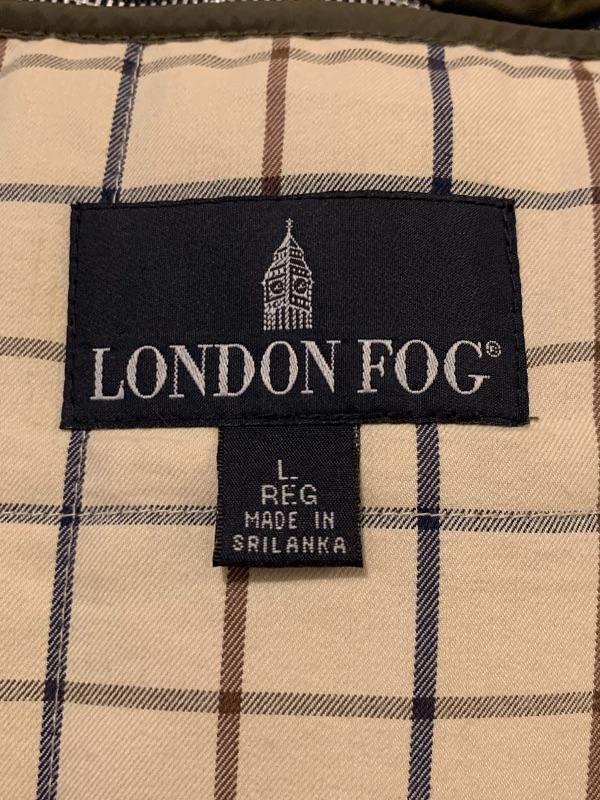 LONDON FOG®
L
REG
MADE IN
SRILANKA